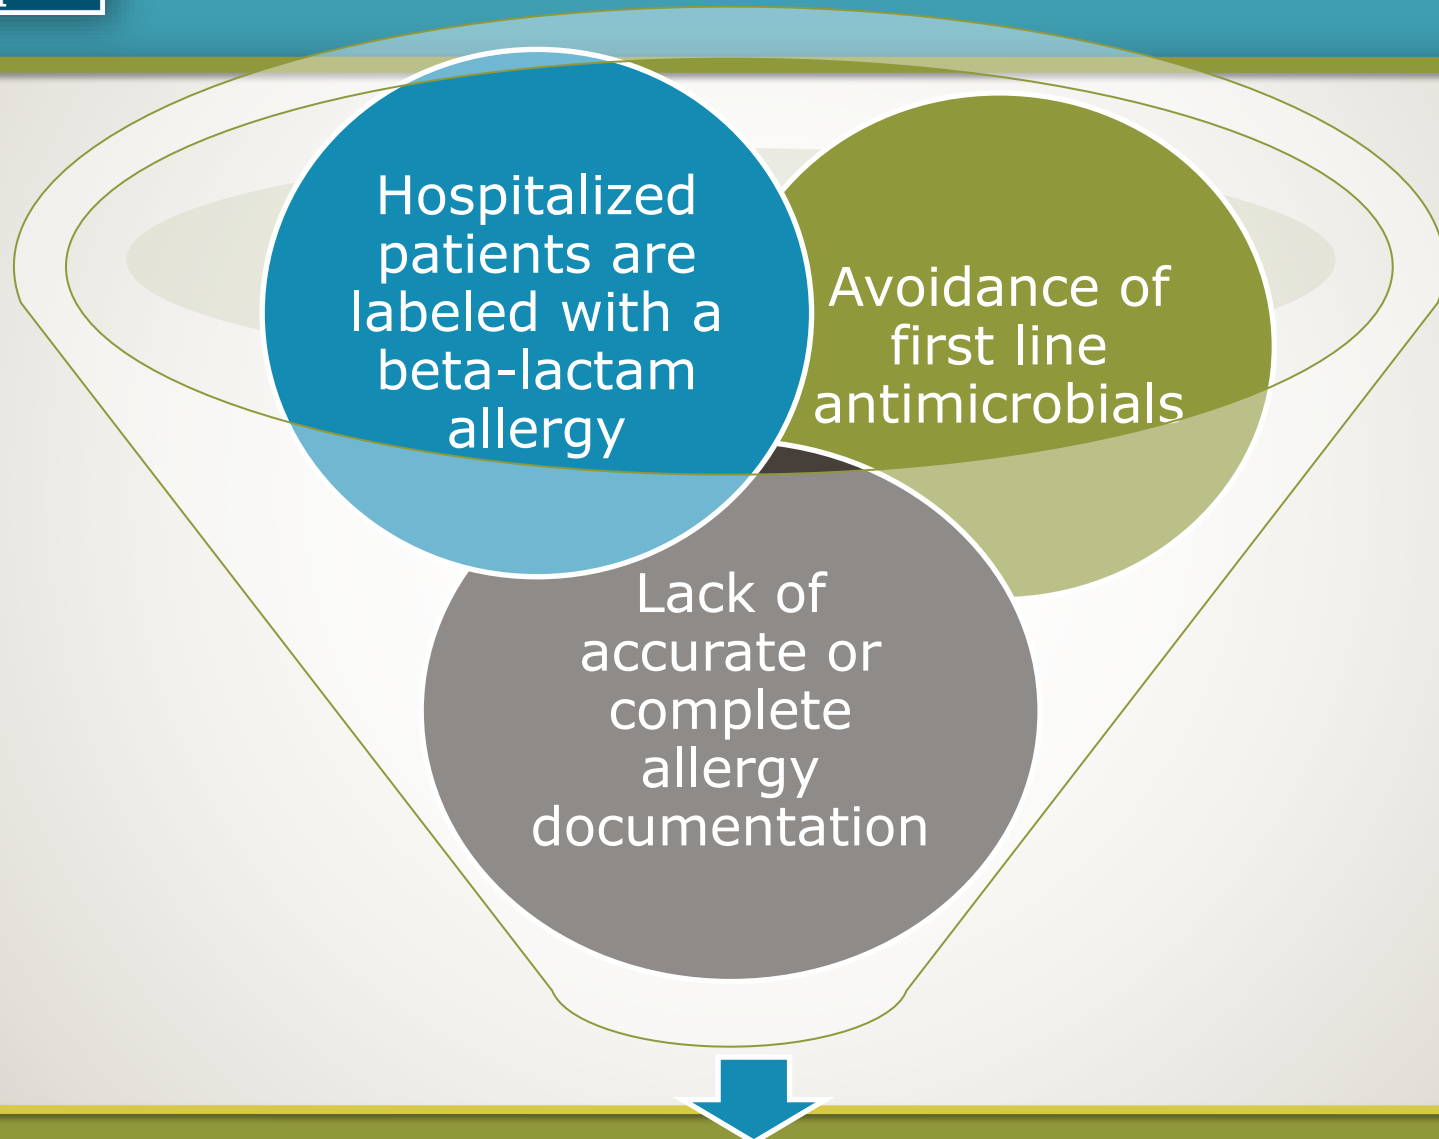 Hospitalized
patients are
labeled with a
beta-lactam
allergy
Avoidance of
first line
antimicrobials
Lack of
accurate or
complete
allergy
documentation